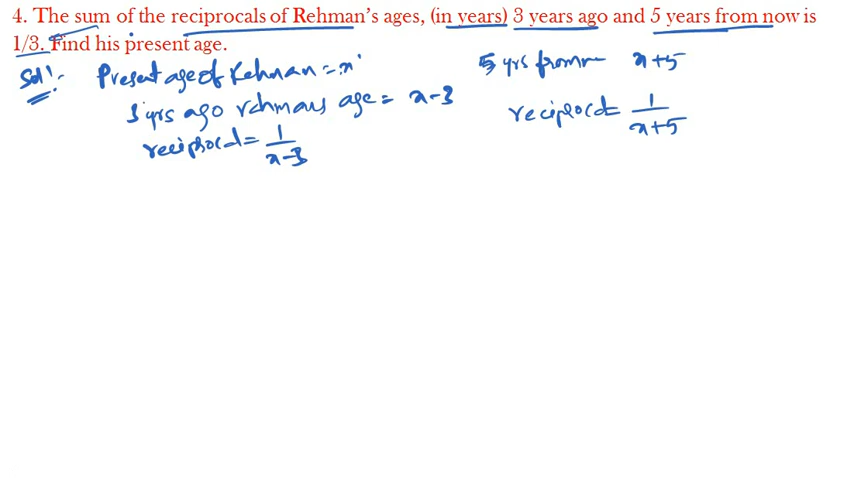 4. The sum of the reciprocals of Rehman's ages, (in years) 3 years ago and 5 years from now is
1/3. Find his present age.
Sol:- Present age of Rehman = x
3 yrs ago rehmans age = x-3
reciprocal = 1/x-3
5 yrs from x+5
reciprocal = 1/x+5